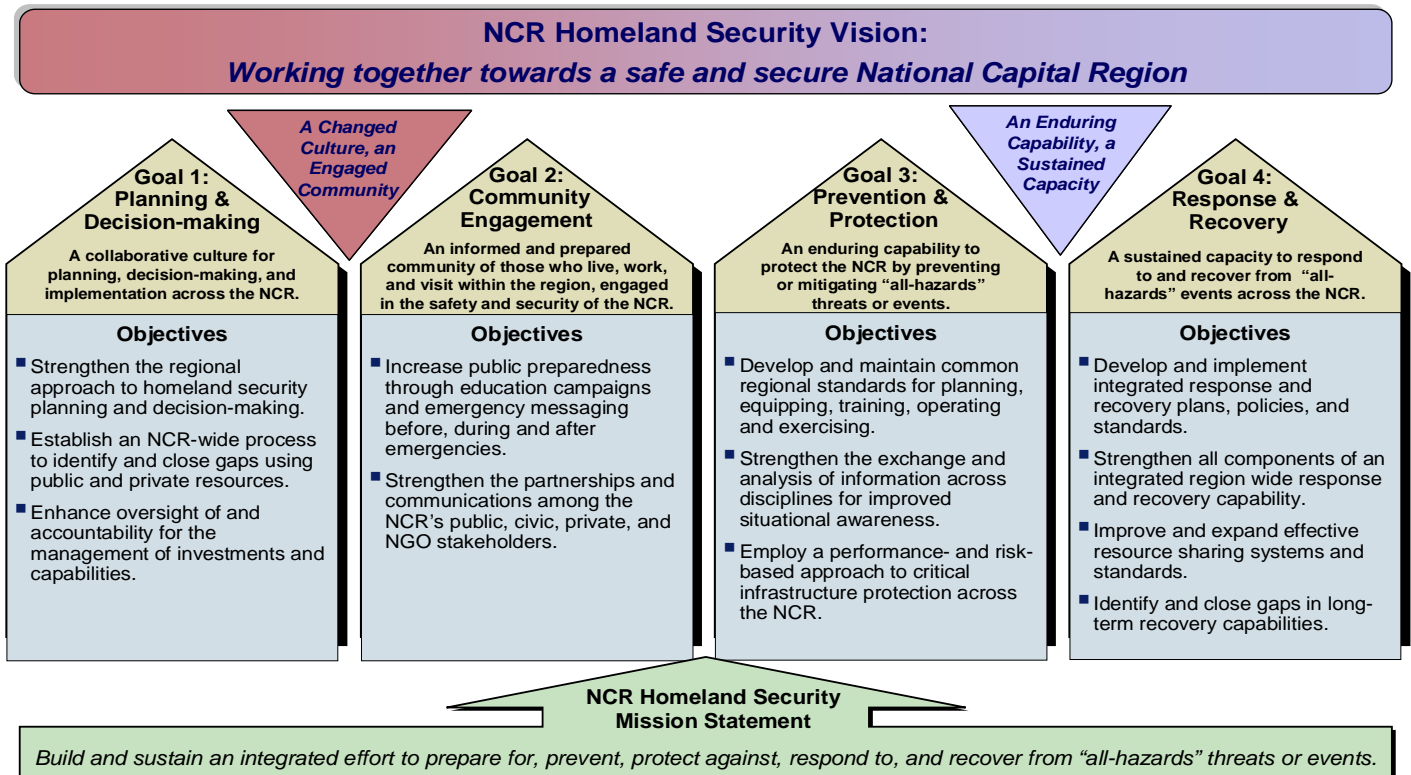 NCR Homeland Security Vision:
Working together towards a safe and secure National Capital Region
A Changed
Culture, an
Engaged
Community
An Enduring
Capability, a
Sustained
Capacity
Goal 1:
Planning &
Decision-making
A collaborative culture for
planning, decision-making, and
implementation across the NCR.
Objectives
■ Strengthen the regional
approach to homeland security
planning and decision-making.
■ Establish an NCR-wide process
to identify and close gaps using
public and private resources.
■ Enhance oversight of and
accountability for the
management of investments and
capabilities.
Goal 2:
Community
Engagement
An informed and prepared
community of those who live, work,
and visit within the region, engaged
in the safety and security of the NCR.
Objectives
■ Increase public preparedness
through education campaigns
and emergency messaging
before, during and after
emergencies.
■ Strengthen the partnerships and
communications among the
NCR’s public, civic, private, and
NGO stakeholders.
Goal 3:
Prevention &
Protection
An enduring capability to
protect the NCR by preventing
or mitigating “all-hazards”
threats or events.
Objectives
■ Develop and maintain common
regional standards for planning,
equipping, training, operating
and exercising.
■ Strengthen the exchange and
analysis of information across
disciplines for improved
situational awareness.
■ Employ a performance- and risk-
based approach to critical
infrastructure protection across
the NCR.
Goal 4:
Response &
Recovery
A sustained capacity to respond
to and recover from “all-
hazards” events across the NCR.
Objectives
■ Develop and implement
integrated response and
recovery plans, policies, and
standards.
■ Strengthen all components of an
integrated region wide response
and recovery capability.
■ Improve and expand effective
resource sharing systems and
standards.
■ Identify and close gaps in long-
term recovery capabilities.
NCR Homeland Security
Mission Statement
Build and sustain an integrated effort to prepare for, prevent, protect against, respond to, and recover from “all-hazards” threats or events.